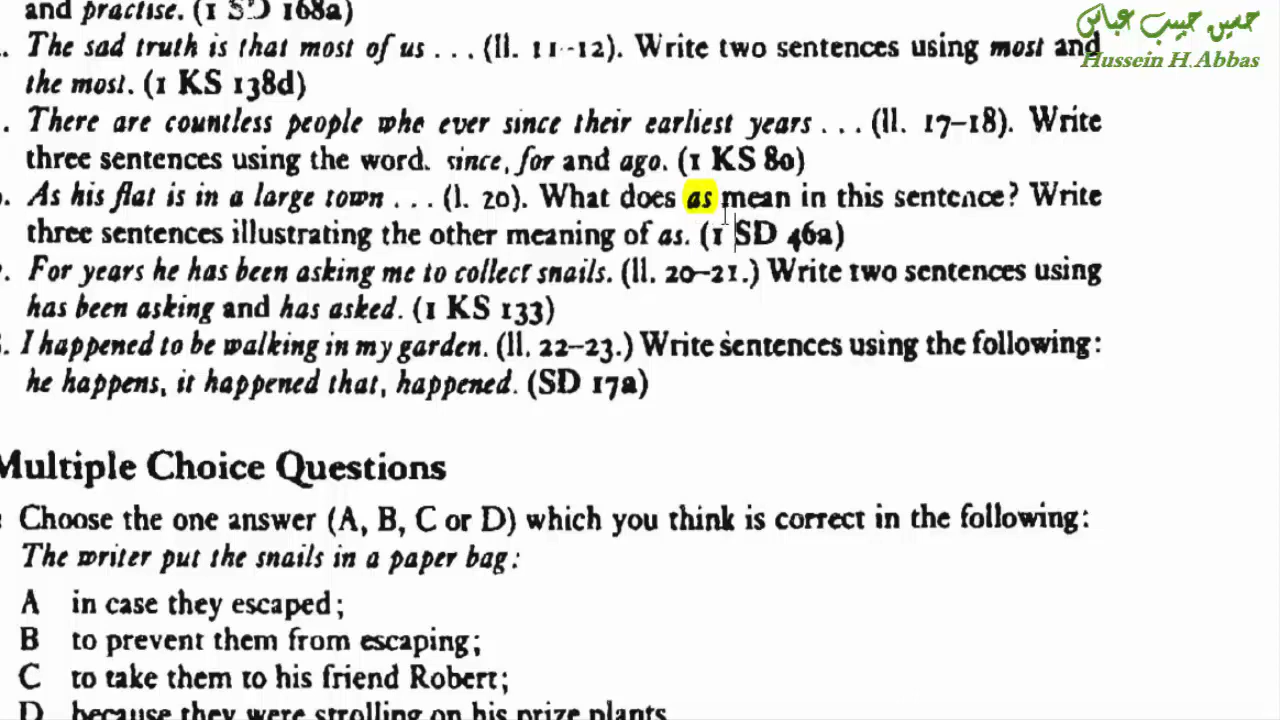 and practise. (1 SD 168a)
حسين حبيب عباس
Hussein H.Abbas
. The sad truth is that most of us . . . (ll. 11-12). Write two sentences using most and
the most. (1 KS 138d)
. There are countless people who ever since their earliest years . . . (ll. 17–18). Write
three sentences using the word. since, for and ago. (1 KS 80)
. As his flat is in a large town . . . (l. 20). What does as mean in this sentence? Write
three sentences illustrating the other meaning of as. (1 SD 46a)
. For years he has been asking me to collect snails. (ll. 20–21.) Write two sentences using
has been asking and has asked. (1 KS 133)
. I happened to be walking in my garden. (ll. 22–23.) Write sentences using the following:
he happens, it happened that, happened. (SD 17a)
Multiple Choice Questions
Choose the one answer (A, B, C or D) which you think is correct in the following:
The writer put the snails in a paper bag:
A in case they escaped;
B to prevent them from escaping;
C to take them to his friend Robert;
D because they were strolling on his prize plants